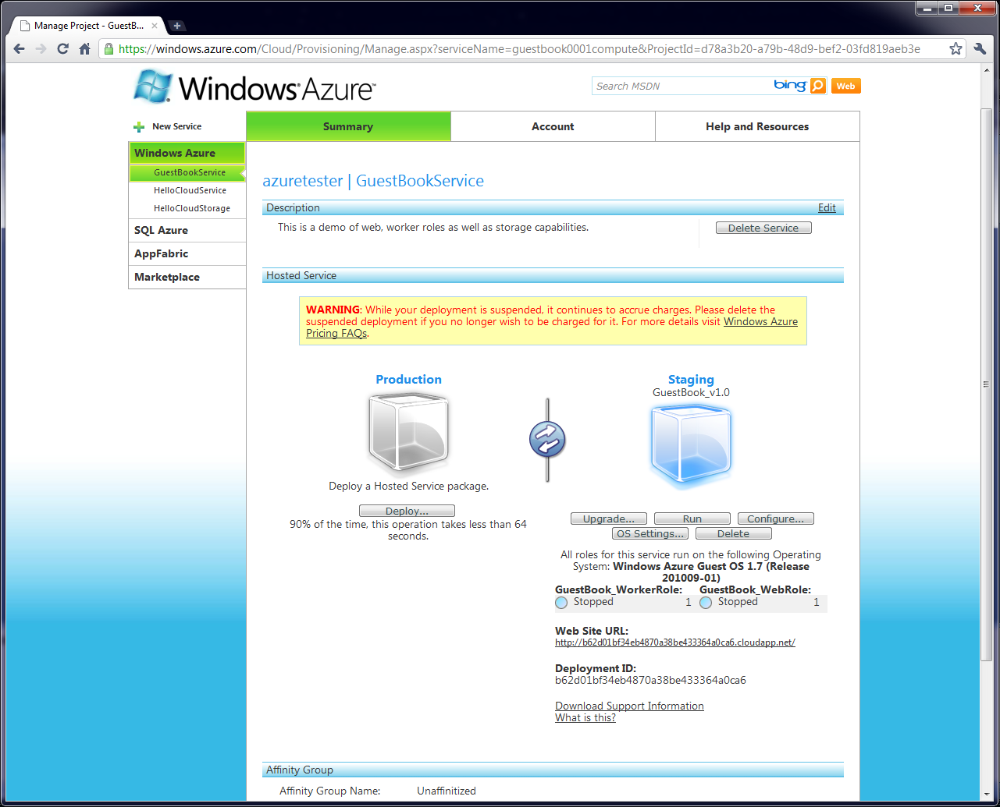 Manage Project - GuestB...
https://windows.azure.com/Cloud/Provisioning/Manage.aspx?serviceName=guestbook0001compute&ProjectId=d78a3b20-a79b-48d9-bef2-03fd819aeb3e
Windows® Azure™
Search MSDN
bing
Web
New Service
Summary
Account
Help and Resources
Windows Azure
GuestBookService
HelloCloudService
HelloCloudStorage
SQL Azure
AppFabric
Marketplace
azuretester | GuestBookService
Description
Edit
This is a demo of web, worker roles as well as storage capabilities.
Delete Service
Hosted Service
WARNING: While your deployment is suspended, it continues to accrue charges. Please delete the
suspended deployment if you no longer wish to be charged for it. For more details visit Windows Azure
Pricing FAQs.
Production
Deploy a Hosted Service package.
Deploy...
90% of the time, this operation takes less than 64
seconds.
Staging
GuestBook_v1.0
Upgrade...
Run
Configure...
OS Settings...
Delete
All roles for this service run on the following Operating
System: Windows Azure Guest OS 1.7 (Release
201009-01)
GuestBook_WorkerRole:
Stopped 1
GuestBook_WebRole:
Stopped 1
Web Site URL:
http://b62d01bf34eb4870a38be433364a0ca6.cloudapp.net/
Deployment ID:
b62d01bf34eb4870a38be433364a0ca6
Download Support Information
What is this?
Affinity Group
Affinity Group Name: Unaffinitized